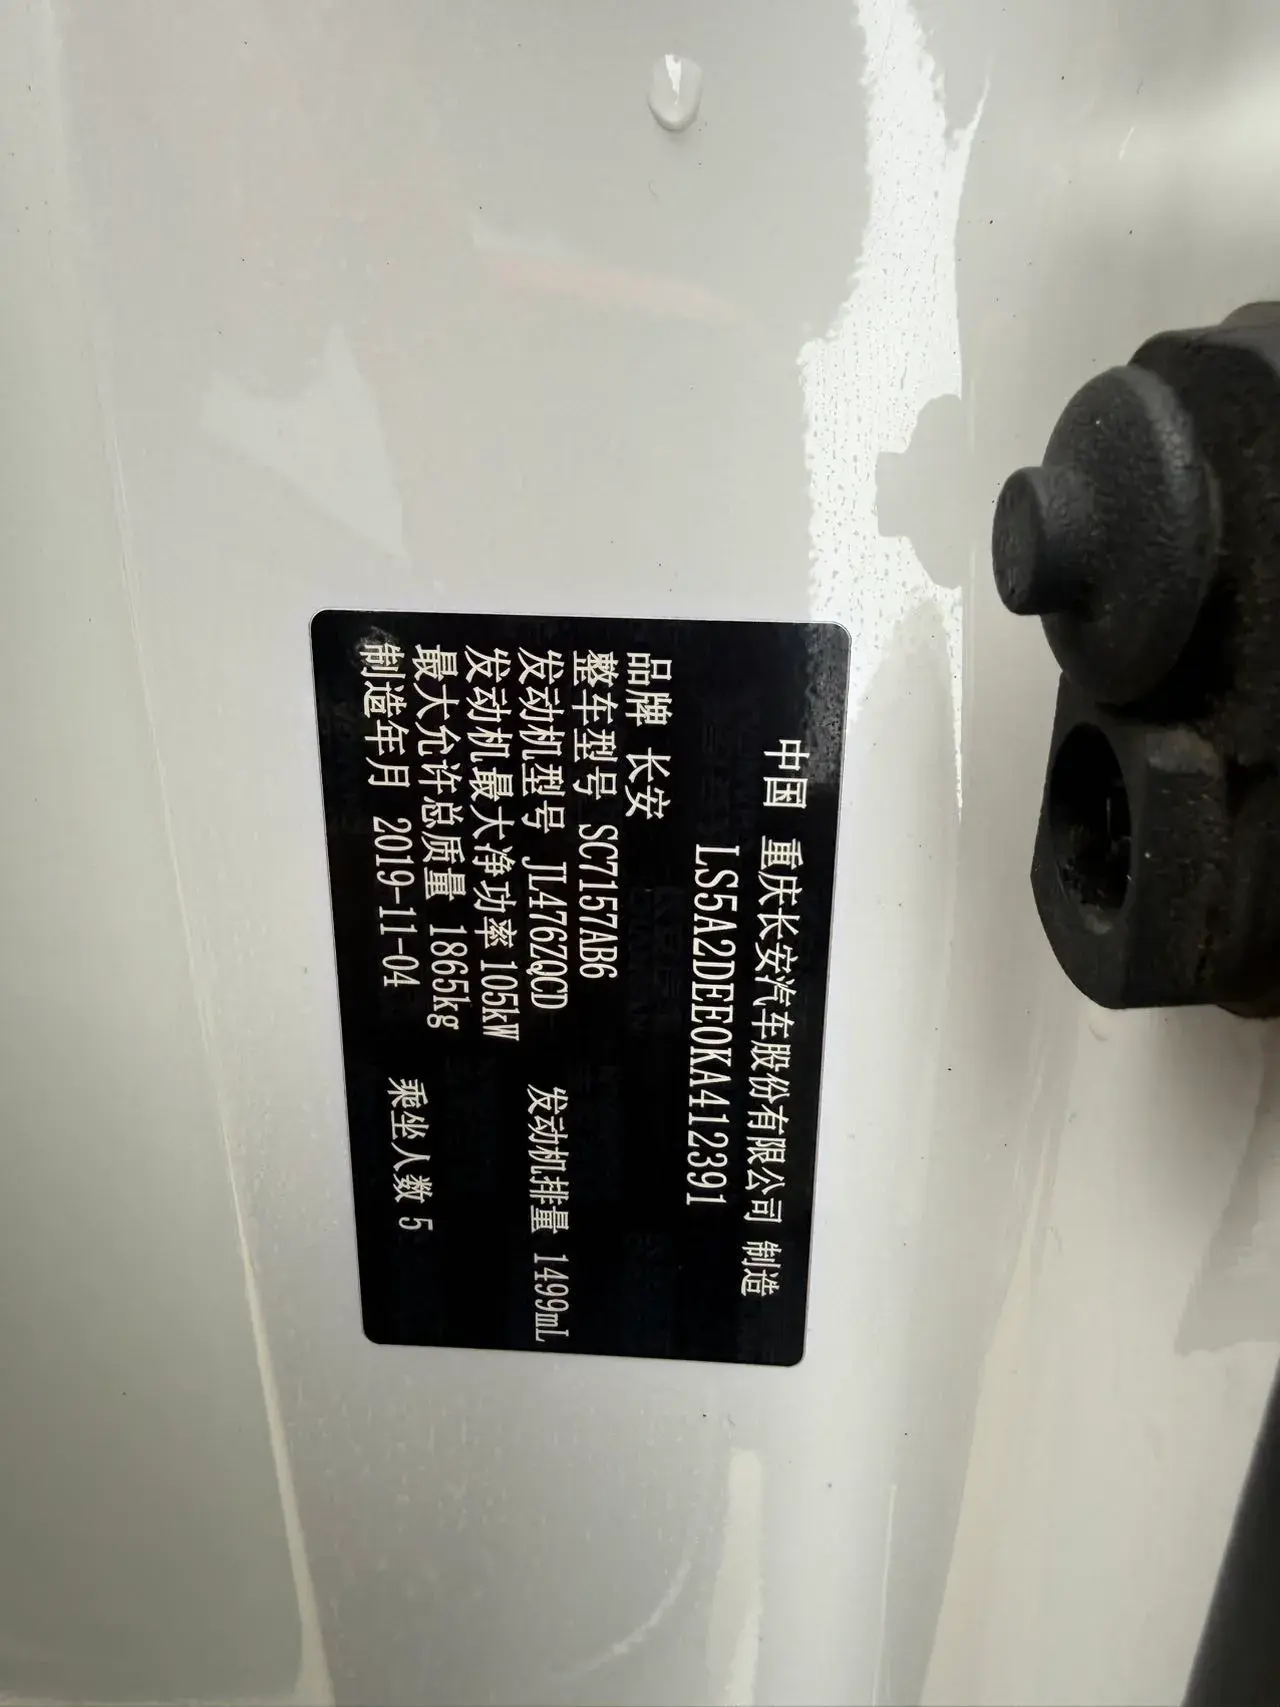 中国 重庆长安汽车股份有限公司 制造
LS5A2DEE0KA412391
品牌 长安
整车型号 SC7157AB6
发动机型号 JL476ZQCD 发动机排量 1499mL
发动机最大净功率 105kW
最大允许总质量 1865kg
制造年月 2019-11-04 乘坐人数 5